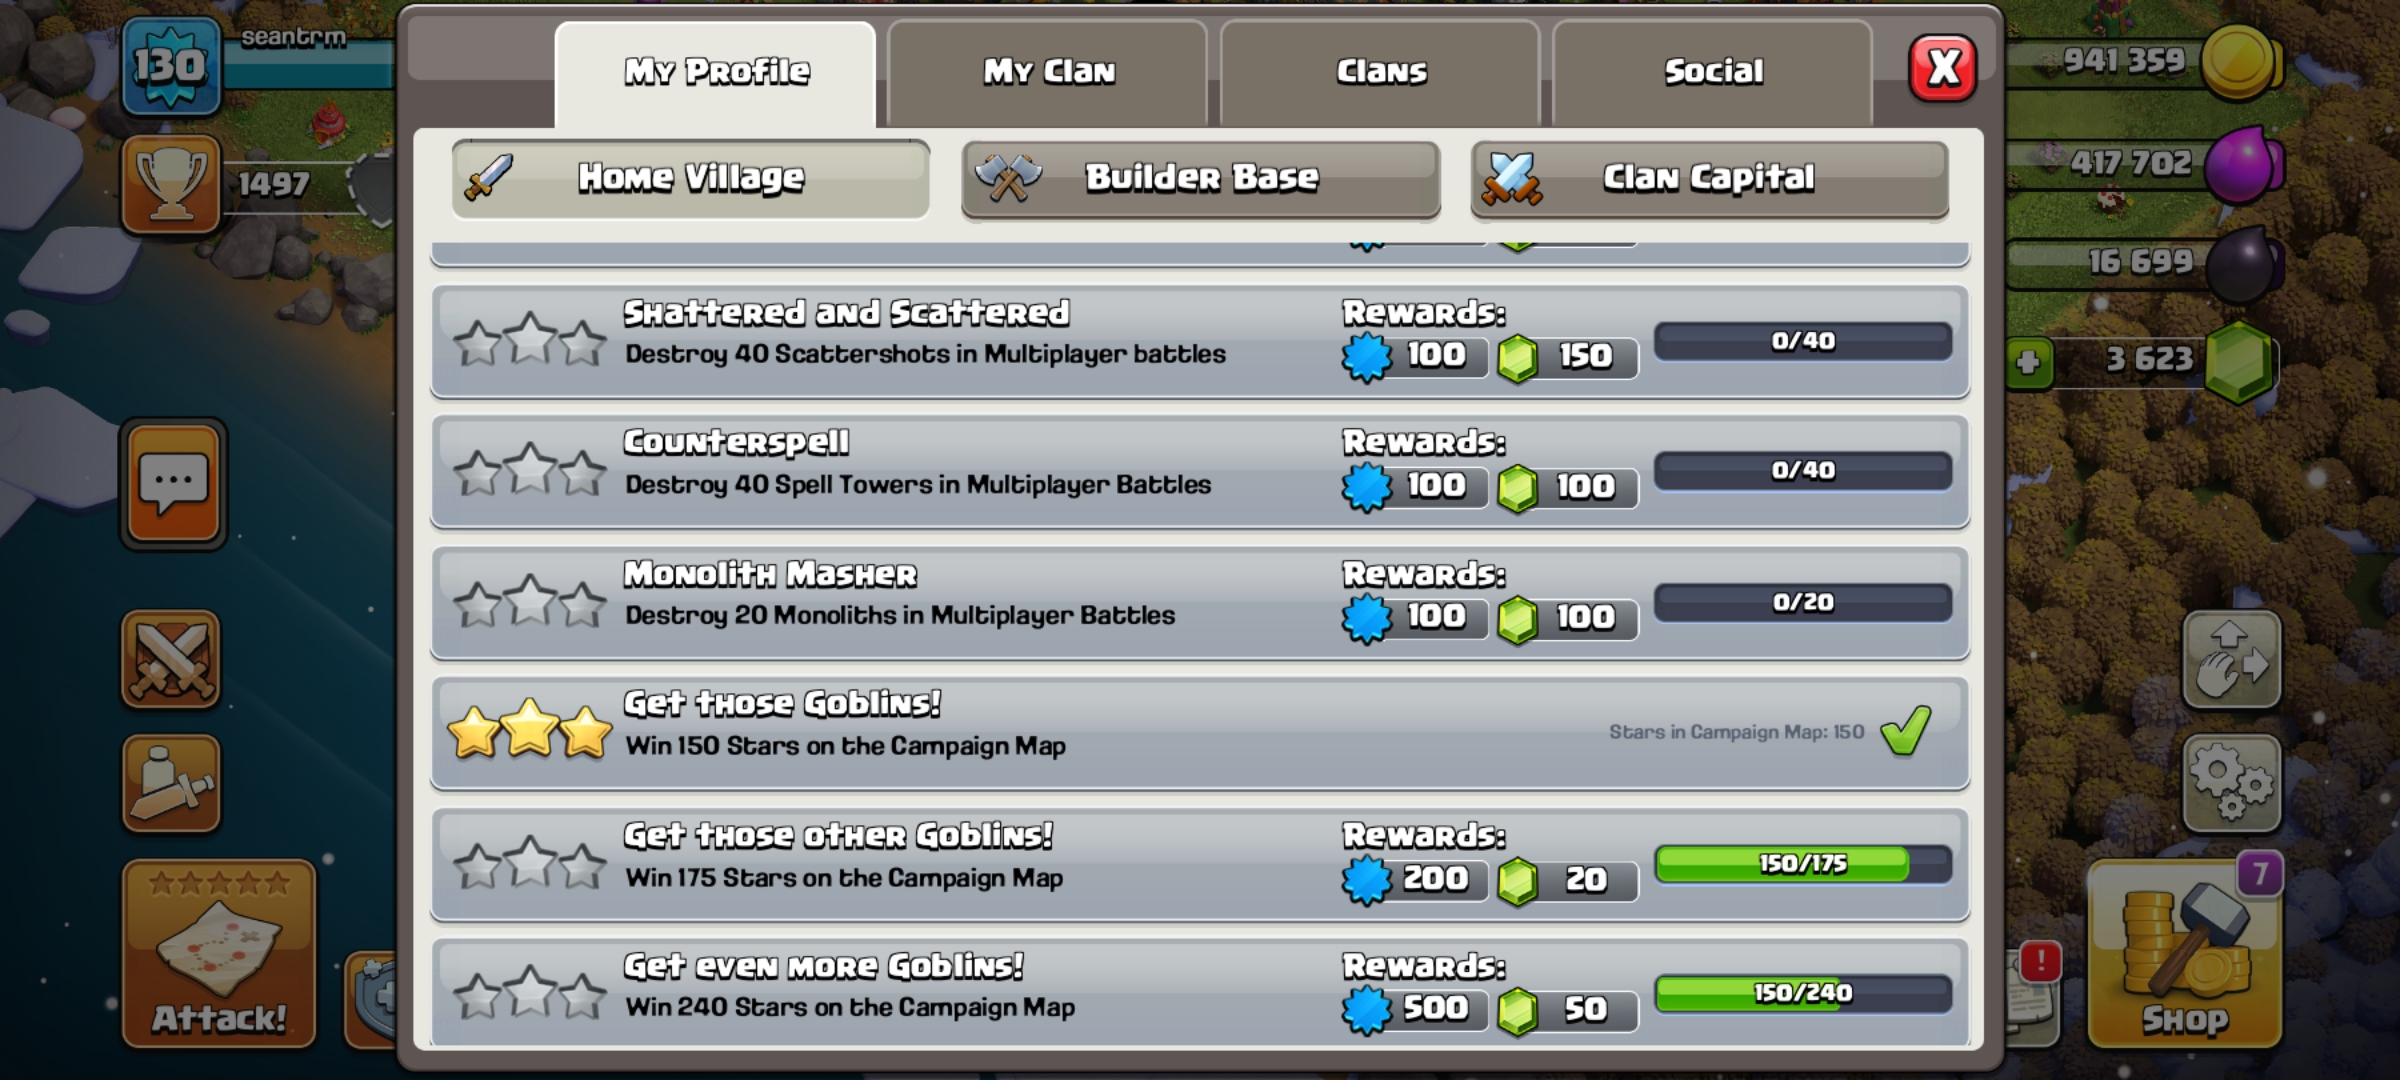 130
seantrm
My Profile
My Clan
Clans
Social
X
941 359
1497
Home Village
Builder Base
Clan Capital
417 702
16 699
3 623
Shattered and Scattered
Destroy 40 Scattershots in Multiplayer battles
Rewards:
100
150
0/40
Counterspell
Destroy 40 Spell Towers in Multiplayer Battles
Rewards:
100
100
0/40
Monolith Masher
Destroy 20 Monoliths in Multiplayer Battles
Rewards:
100
100
0/20
Get those Goblins!
Win 150 Stars on the Campaign Map
Stars in Campaign Map: 150
Get those other Goblins!
Win 175 Stars on the Campaign Map
Rewards:
200
20
150/175
Get even more Goblins!
Win 240 Stars on the Campaign Map
Rewards:
500
50
150/240
Attack!
!
7
Shop